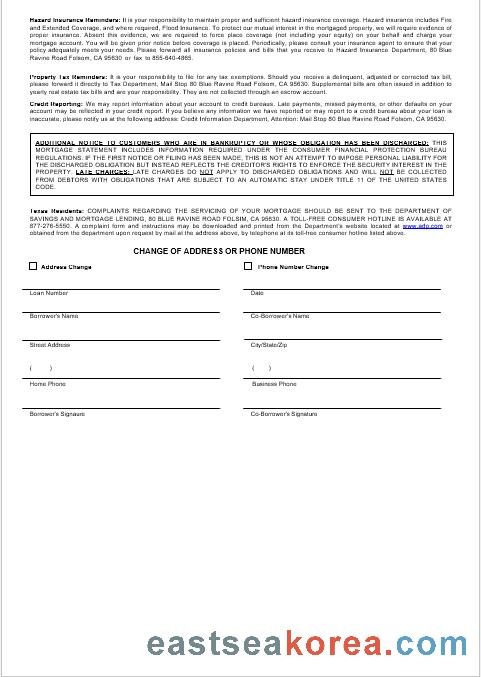 Hazard Insurance Reminders: It is your responsibility to maintain proper and sufficient hazard insurance coverage. Hazard insurance includes Fire
and Extended Coverage, and where required, Flood Insurance. To protect our mutual interest in the mortgaged property, we will require evidence of
proper insurance. Absent this evidence, we are required to force place coverage (not including your equity) on your behalf and charge your
mortgage account. You will be given prior notice before coverage is placed. Periodically, please consult your insurance agent to ensure that your
policy adequately meets your needs. Please forward all insurance policies and bills that you receive to Hazard Insurance Department, 80 Blue
Ravine Road Folsom, CA 95630 or fax to 855-640-4865.
Property Tax Reminders: It is your responsibility to file for any tax exemptions. Should you receive a delinquent, adjusted or corrected tax bill,
please forward it directly to Tax Department, Mail Stop 80 Blue Ravine Road Folsom, CA 95630. Supplemental bills are often issued in addition to
yearly real estate tax bills and are your responsibility. They are not collected through an escrow account.
Credit Reporting: We may report information about your account to credit bureaus. Late payments, missed payments, or other defaults on your
account may be reflected in your credit report. If you believe any information we have reported or may report to a credit bureau about your loan is
inaccurate, please notify us at the following address: Credit Information Department, Attention: Mail Stop 80 Blue Ravine Road Folsom, CA 95630.
ADDITIONAL NOTICE TO CUSTOMERS WHO ARE IN BANKRUPTCY OR WHOSE OBLIGATION HAS BEEN DISCHARGED: THIS
MORTGAGE STATEMENT INCLUDES INFORMATION REQUIRED UNDER THE CONSUMER FINANCIAL PROTECTION BUREAU
REGULATIONS. IF THE FIRST NOTICE OR FILING HAS BEEN MADE, THIS IS NOT AN ATTEMPT TO IMPOSE PERSONAL LIABILITY FOR
THE DISCHARGED OBLIGATION BUT INSTEAD REFLECTS THE CREDITOR'S RIGHTS TO ENFORCE THE SECURITY INTEREST IN THE
PROPERTY. LATE CHARGES: LATE CHARGES DO NOT APPLY TO DISCHARGED OBLIGATIONS AND WILL NOT BE COLLECTED
FROM DEBTORS WITH OBLIGATIONS THAT ARE SUBJECT TO AN AUTOMATIC STAY UNDER TITLE 11 OF THE UNITED STATES
CODE.
Texas Residents: COMPLAINTS REGARDING THE SERVICING OF YOUR MORTGAGE SHOULD BE SENT TO THE DEPARTMENT OF
SAVINGS AND MORTGAGE LENDING, 80 BLUE RAVINE ROAD FOLSIM, CA 95630. A TOLL-FREE CONSUMER HOTLINE IS AVAILABLE AT
877-276-5550. A complaint form and instructions may be downloaded and printed from the Department's website located at www.adp.com or
obtained from the department upon request by mail at the address above, by telephone at its toll-free consumer hotline listed above.
CHANGE OF ADDRESS OR PHONE NUMBER
Address Change Phone Number Change
Loan Number Date
Borrower's Name Co-Borrower's Name
Street Address City/State/Zip
( ) ( )
Home Phone Business Phone
Borrower's Signaure Co-Borrower's Signature
eastseakorea.com